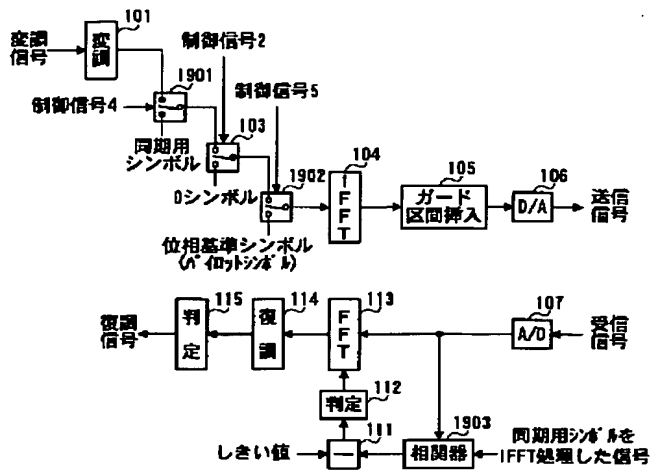 101
変調
信号
変調
制御信号2
1901
制御信号4
制御信号5
同期用
シンボル
103
0シンボル
1902
位相基準シンボル
(パイロットシンボル)
104
IFFT
105
ガード
区間挿入
106
D/A
送信
信号
115
復調
信号
判定
114
復調
113
FFT
107
A/D
受信
信号
112
判定
111
しきい値
−
1903
相関器
同期用シンボルを
IFFT処理した信号